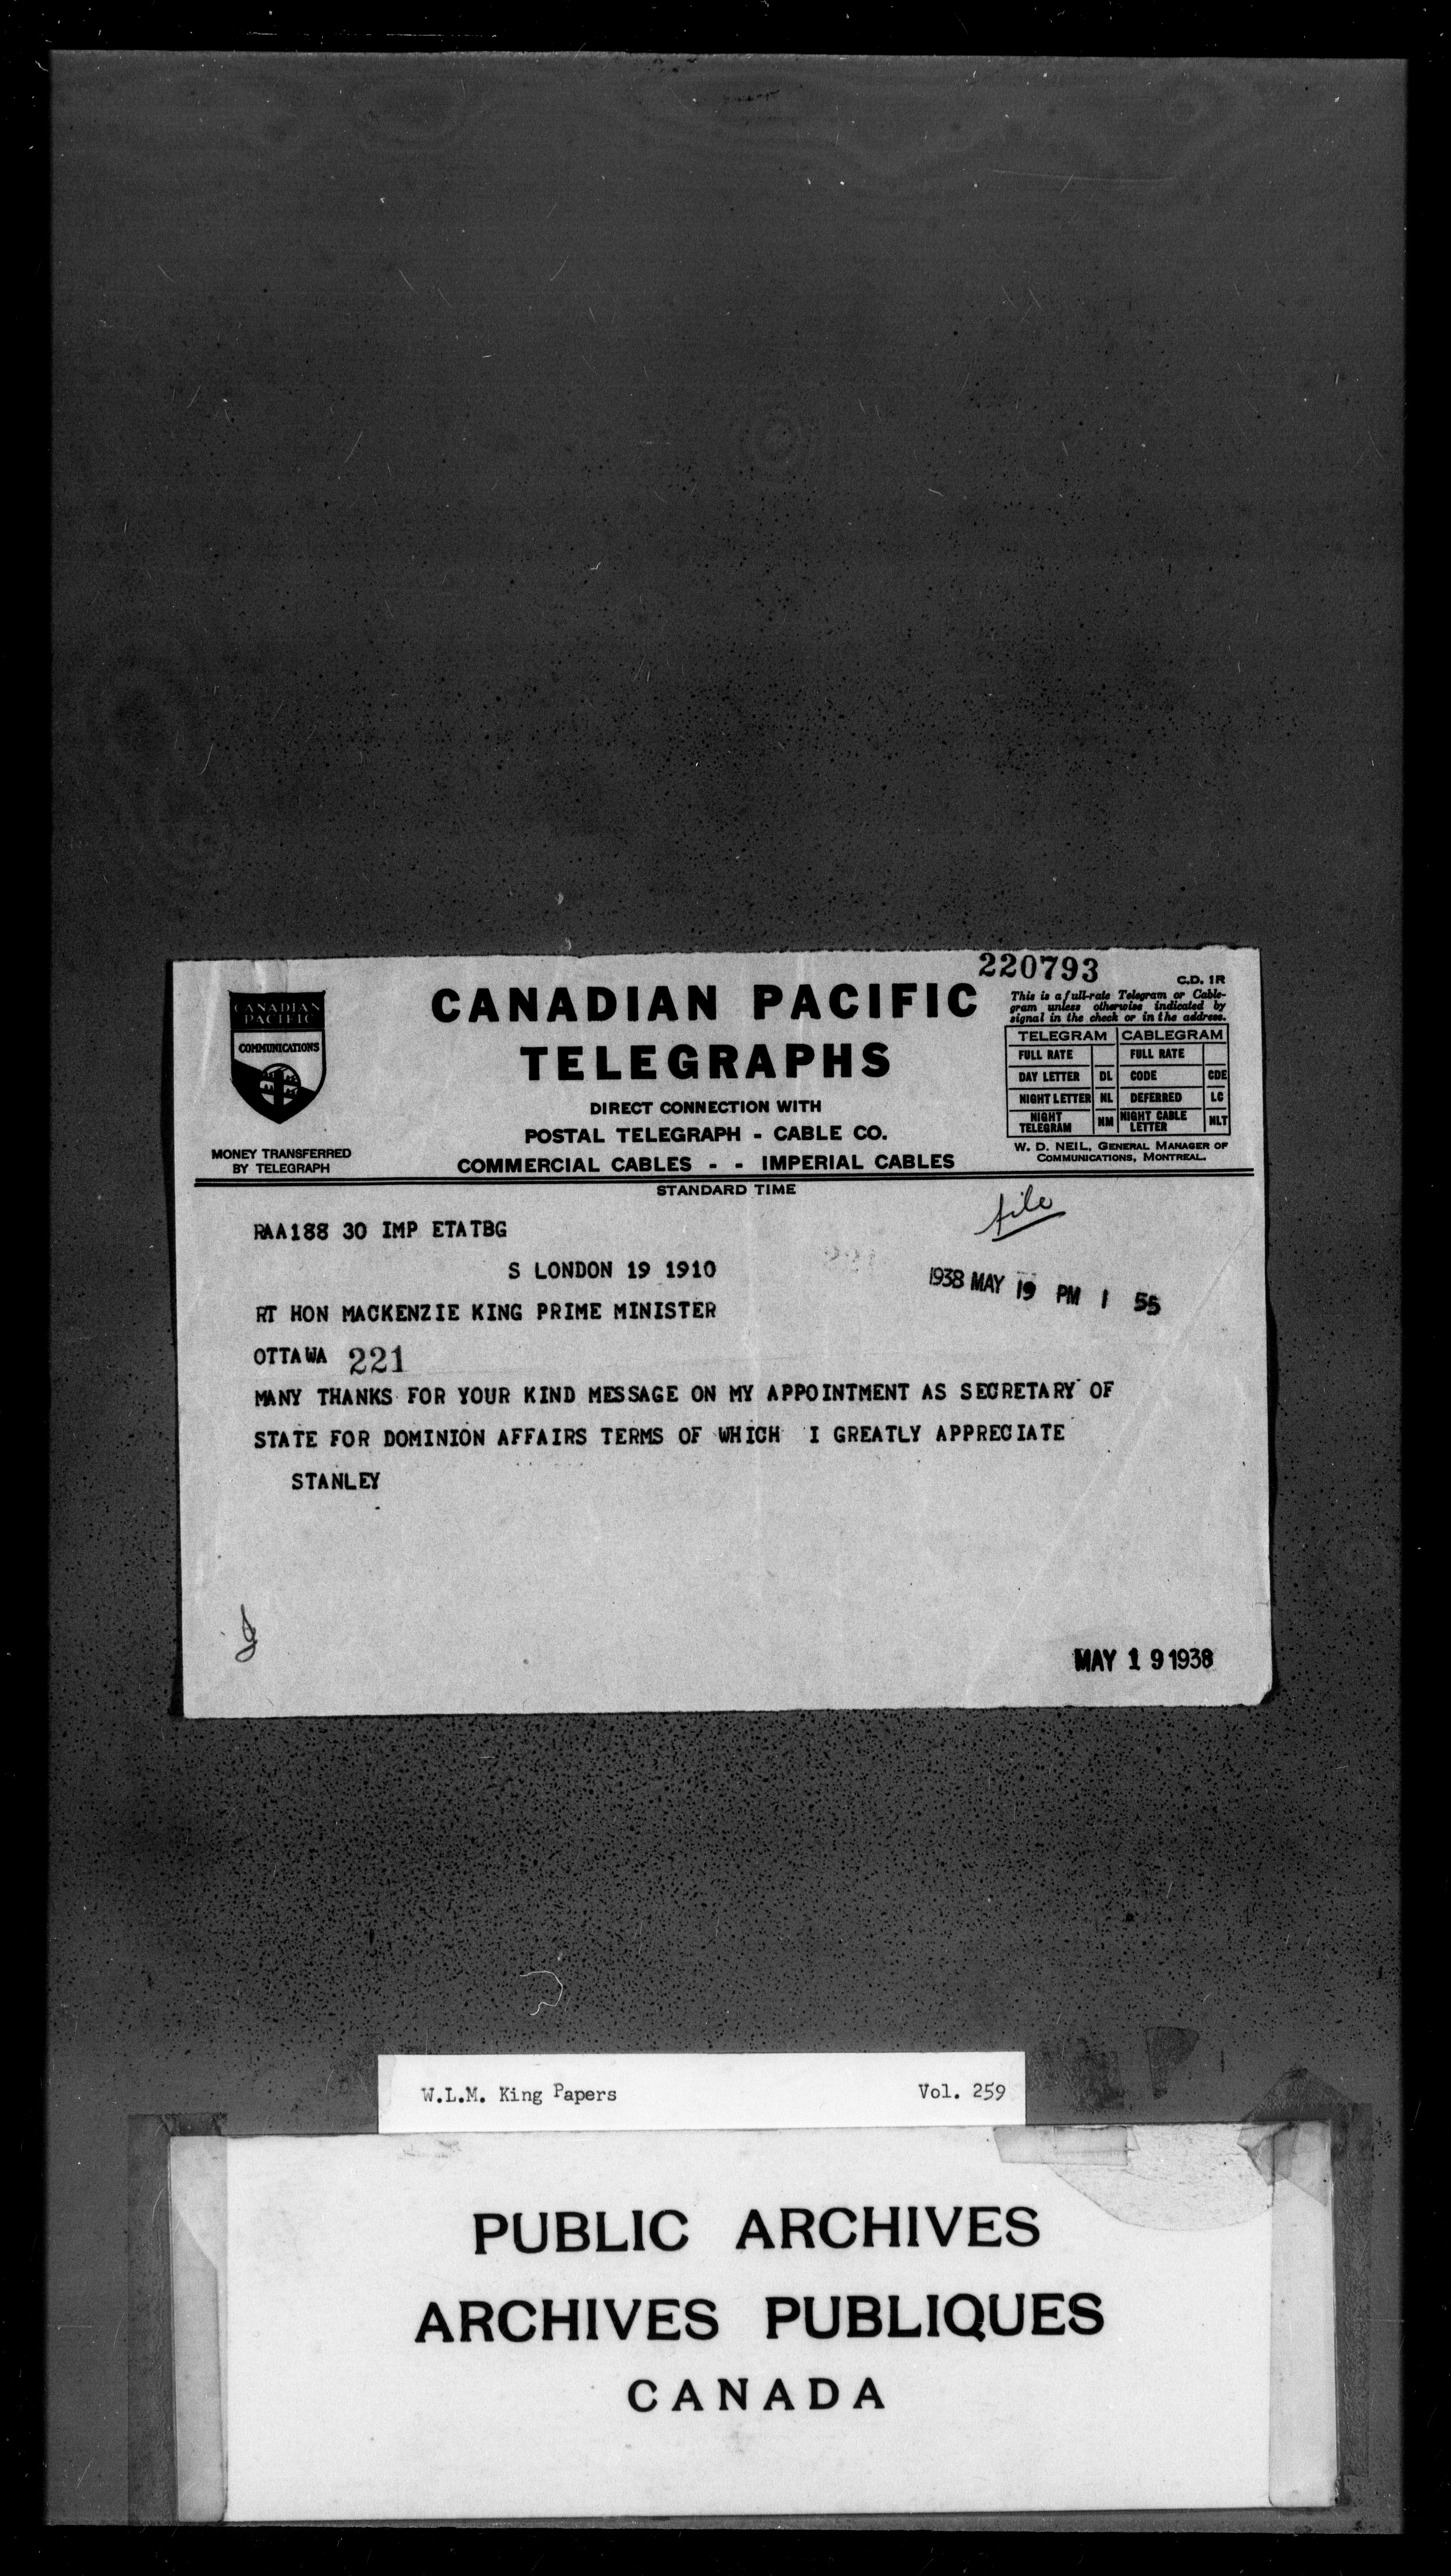 220793
C.D. 1R
CANADIAN PACIFIC
COMMUNICATIONS
MONEY TRANSFERRED
BY TELEGRAPH
CANADIAN PACIFIC
TELEGRAPHS
DIRECT CONNECTION WITH
POSTAL TELEGRAPH - CABLE CO.
COMMERCIAL CABLES - - IMPERIAL CABLES
This is a full-rate Telegram or Cable-
gram unless otherwise indicated by
signal in the check or in the address.
TELEGRAM CABLEGRAM
FULL RATE FULL RATE
DAY LETTER DL CODE CDE
NIGHT LETTER NL DEFERRED LC
NIGHT TELEGRAM NM NIGHT CABLE LETTER NLT
W. D. NEIL, GENERAL MANAGER OF
COMMUNICATIONS, MONTREAL.
STANDARD TIME
file
RAA188 30 IMP ETATBG
S LONDON 19 1910
1938 MAY 19 PM 1 55
RT HON MACKENZIE KING PRIME MINISTER
OTTAWA 221
MANY THANKS FOR YOUR KIND MESSAGE ON MY APPOINTMENT AS SECRETARY OF
STATE FOR DOMINION AFFAIRS TERMS OF WHICH I GREATLY APPRECIATE
STANLEY
MAY 19 1938
W.L.M. King Papers Vol. 259
PUBLIC ARCHIVES
ARCHIVES PUBLIQUES
CANADA